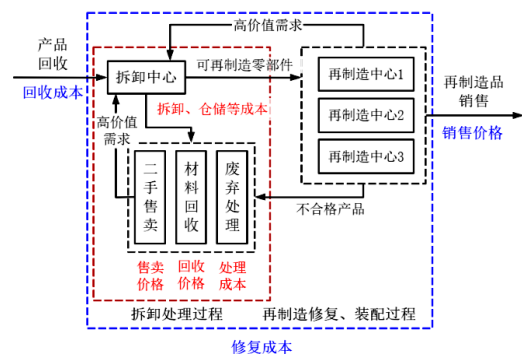 高价值需求
产品
回收
回收成本
拆卸中心
可再制造零部件
再制造中心1
再制造中心2
再制造中心3
再制造品
销售
销售价格
拆卸、仓储等成本
高价值
需求
二手售卖
材料回收
废弃处理
不合格产品
售卖
价格
回收
价格
处理
成本
拆卸处理过程
再制造修复、装配过程
修复成本